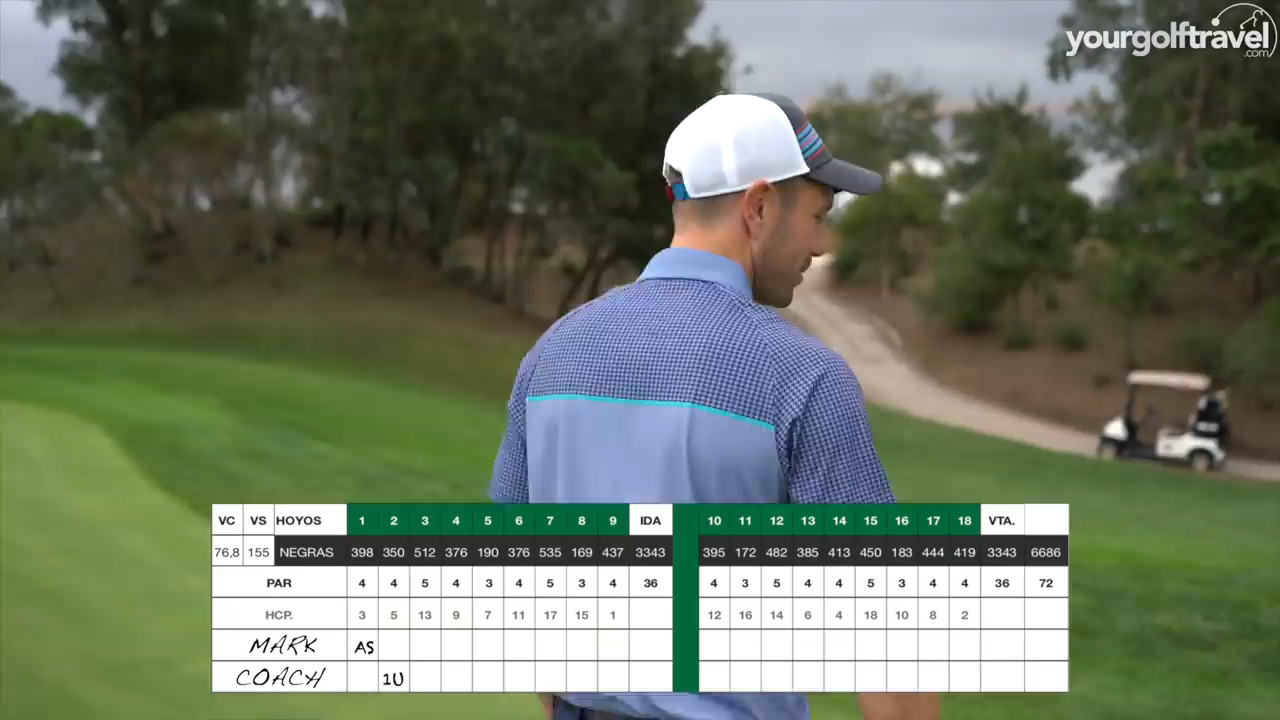 yourgolftravel
.com
VC VS HOYOS 1 2 3 4 5 6 7 8 9 IDA 10 11 12 13 14 15 16 17 18 VTA.
76,8 155 NEGRAS 398 350 512 376 190 376 535 169 437 3343 395 172 482 385 413 450 183 444 419 3343 6686
PAR 4 4 5 4 3 4 5 3 4 36 4 3 5 4 4 5 3 4 4 36 72
HCP. 3 5 13 9 7 11 17 15 1 12 16 14 6 4 18 10 8 2
MARK AS
COACH 1U